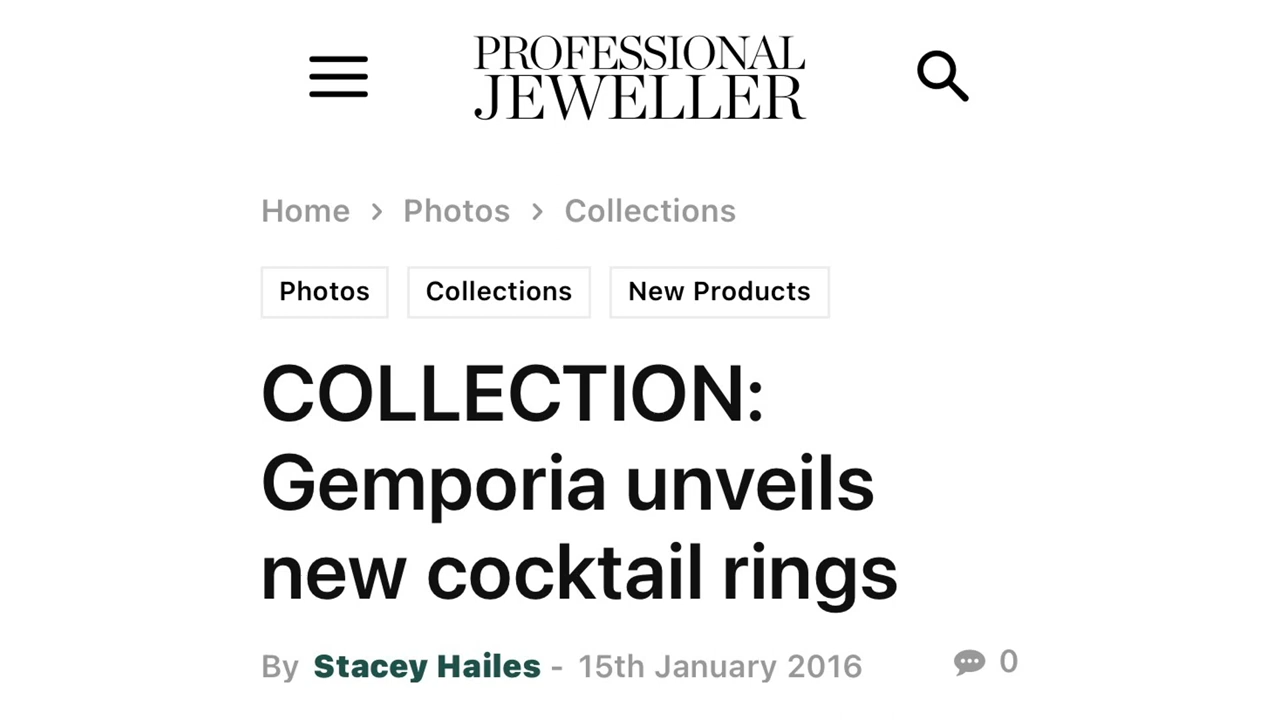 PROFESSIONAL
JEWELLER
Home > Photos > Collections
Photos Collections New Products
COLLECTION:
Gemporia unveils
new cocktail rings
By Stacey Hailes - 15th January 2016 0